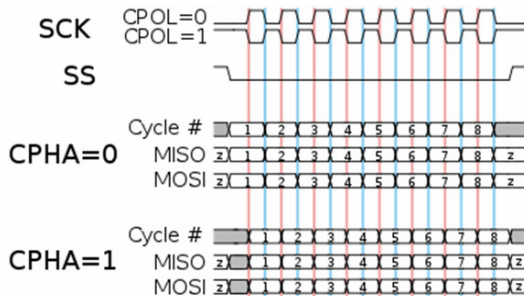 SCK
CPOL=0
CPOL=1
SS
Cycle # 1 2 3 4 5 6 7 8
CPHA=0
MISO z 1 2 3 4 5 6 7 8 z
MOSI z 1 2 3 4 5 6 7 8 z
Cycle # 1 2 3 4 5 6 7 8
CPHA=1
MISO z 1 2 3 4 5 6 7 8 z
MOSI z 1 2 3 4 5 6 7 8 z